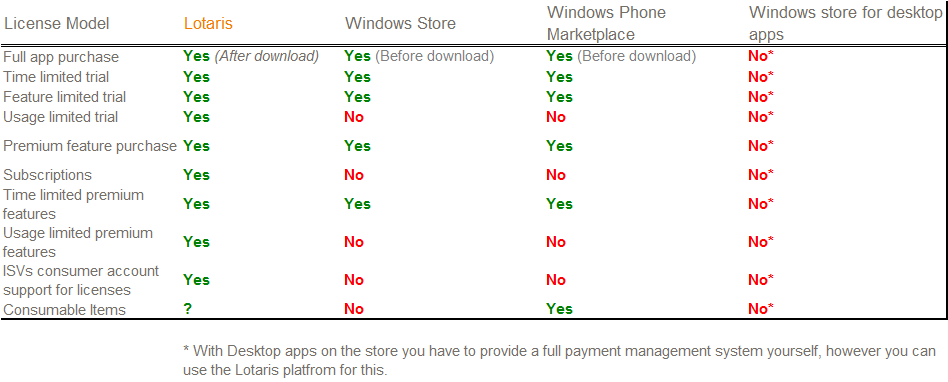 License Model Lotaris Windows Store Windows Phone Marketplace Windows store for desktop apps
Full app purchase Yes (After download) Yes (Before download) Yes (Before download) No*
Time limited trial Yes Yes Yes No*
Feature limited trial Yes Yes Yes No*
Usage limited trial Yes No No No*
Premium feature purchase Yes Yes Yes No*
Subscriptions Yes No No No*
Time limited premium features Yes Yes Yes No*
Usage limited premium features Yes No No No*
ISVs consumer account support for licenses Yes No No No*
Consumable Items ? No Yes No*
* With Desktop apps on the store you have to provide a full payment management system yourself, however you can
use the Lotaris platfrom for this.